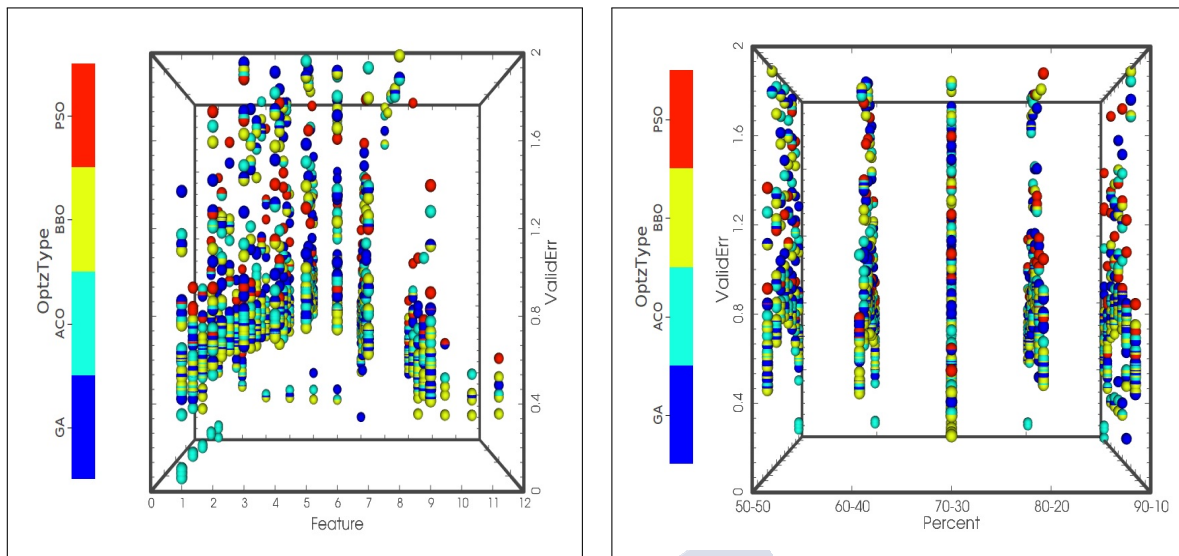 PSO
BBO
ACO
GA
OptzType
2
1.6
1.2
0.8
0.4
0
ValidErr
0 1 2 3 4 5 6 7 8 9 10 11 12
Feature
PSO
BBO
ACO
GA
OptzType
2
1.6
1.2
0.8
0.4
0
ValidErr
50-50 60-40 70-30 80-20 90-10
Percent